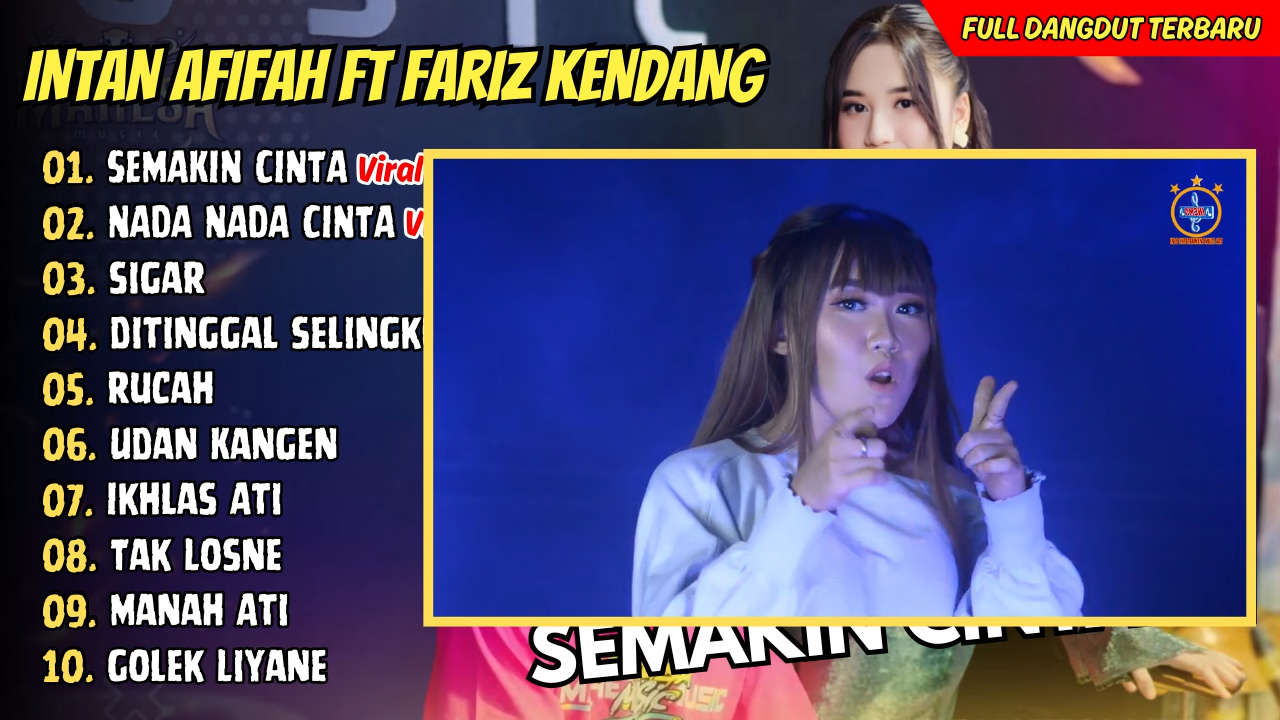 FULL DANGDUT TERBARU
INTAN AFIFAH FT FARIZ KENDANG
01. SEMAKIN CINTA Viral
02. NADA NADA CINTA
03. SIGAR
04. DITINGGAL SELINGK
05. RUCAH
06. UDAN KANGEN
07. IKHLAS ATI
08. TAK LOSNE
09. MANAH ATI
10. GOLEK LIYANE
SEMAKIN CINTA